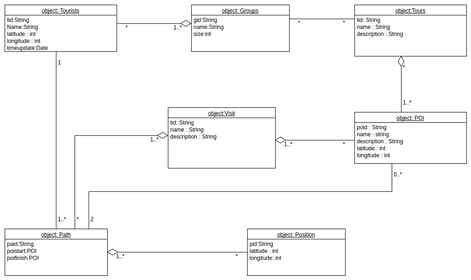 object: Tourists
tid:String
Name:String
latitude : int
longitude : int
timeupdate:Date
object: Groups
gid:String
name:String
size:int
object:Tours
tid: String
name : String
description : String
*
1..*
*
*
*
1..*
1
object:Visit
tid: String
name : String
description : String
1..*
1..*
*
object: POI
poid : String
name : string
description : String
latitude : int
longitude : int
0..*
1..*
*
2
object: Path
paid:String
poistart:POI
poifinish:POI
1..*
*
object: Position
pid:String
latitude : int
longitude: int